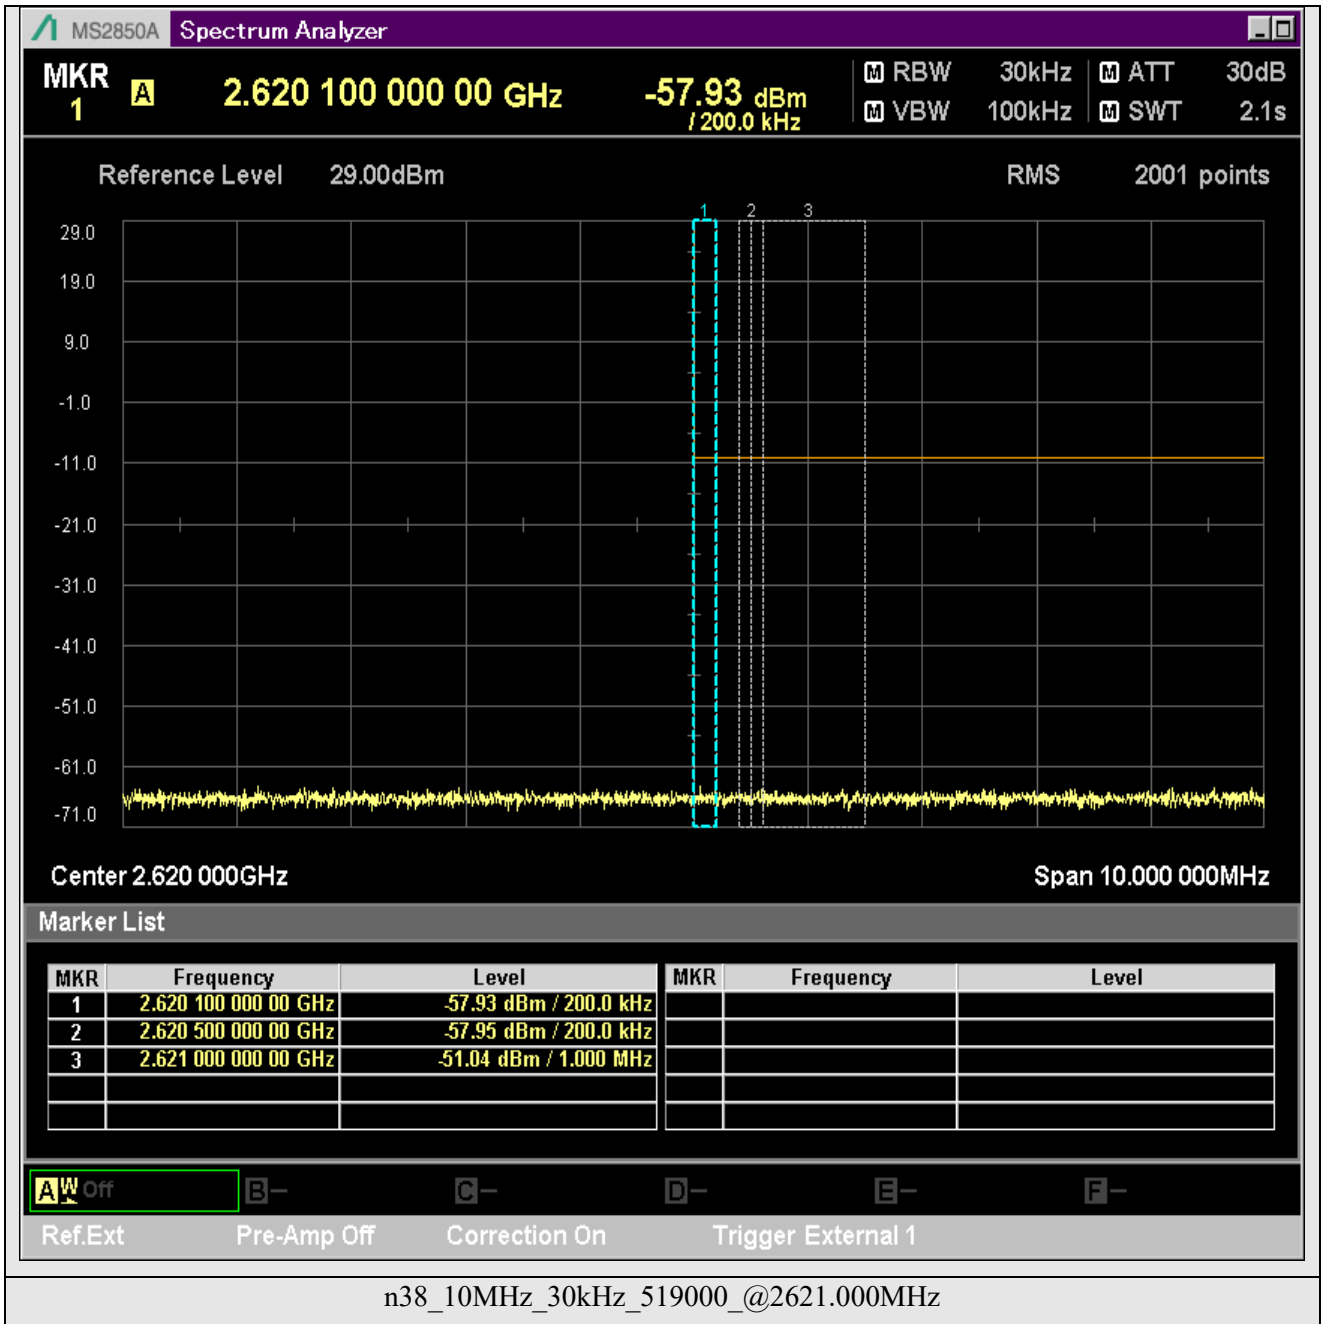 MS2850A Spectrum Analyzer
MKR 1 A 2.620 100 000 00 GHz -57.93 dBm / 200.0 kHz
M RBW 30kHz M ATT 30dB
M VBW 100kHz M SWT 2.1s
Reference Level 29.00dBm RMS 2001 points
1 2 3
29.0
19.0
9.0
-1.0
-11.0
-21.0
-31.0
-41.0
-51.0
-61.0
-71.0
Center 2.620 000GHz Span 10.000 000MHz
Marker List
MKR Frequency Level MKR Frequency Level
1 2.620 100 000 00 GHz -57.93 dBm / 200.0 kHz
2 2.620 500 000 00 GHz -57.95 dBm / 200.0 kHz
3 2.621 000 000 00 GHz -51.04 dBm / 1.000 MHz
A W Off B - C - D - E - F -
Ref.Ext Pre-Amp Off Correction On Trigger External 1
n38_10MHz_30kHz_519000_@2621.000MHz